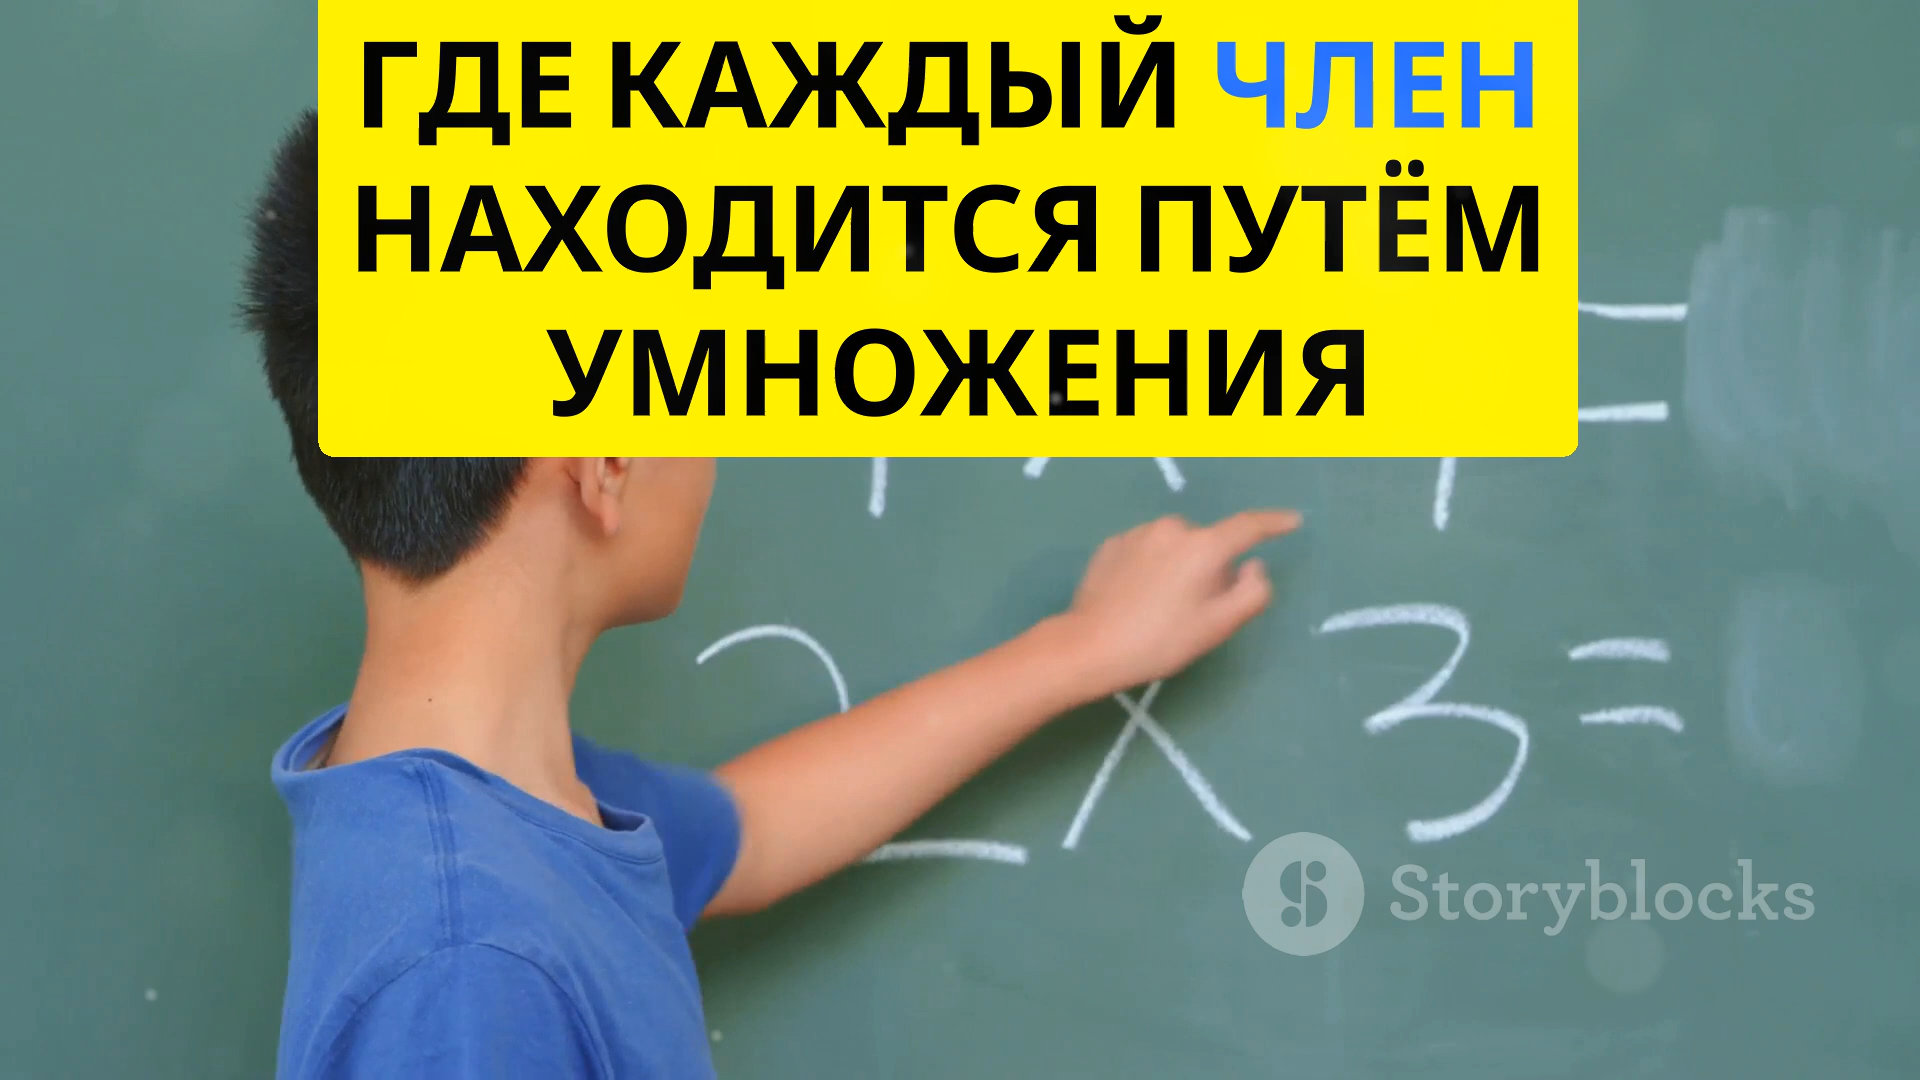 ГДЕ КАЖДЫЙ ЧЛЕН
НАХОДИТСЯ ПУТЁМ
УМНОЖЕНИЯ
=
2 x 3 =
Storyblocks